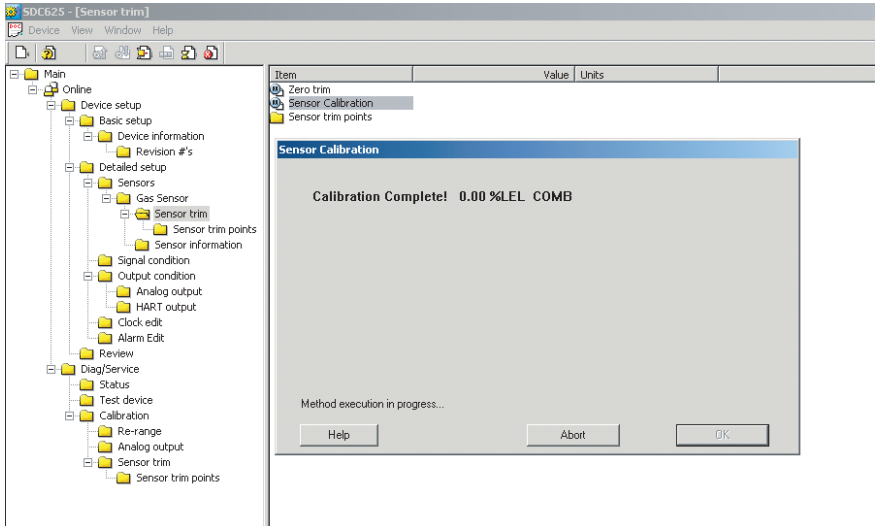 SDC625 - [Sensor trim]
Device View Window Help
Main
Online
Device setup
Basic setup
Device information
Revision #'s
Detailed setup
Sensors
Gas Sensor
Sensor trim
Sensor trim points
Sensor information
Signal condition
Output condition
Analog output
HART output
Clock edit
Alarm Edit
Review
Diag/Service
Status
Test device
Calibration
Re-range
Analog output
Sensor trim
Sensor trim points
Item Value Units
Zero trim
Sensor Calibration
Sensor trim points
Sensor Calibration
Calibration Complete! 0.00 %LEL COMB
Method execution in progress...
Help Abort OK